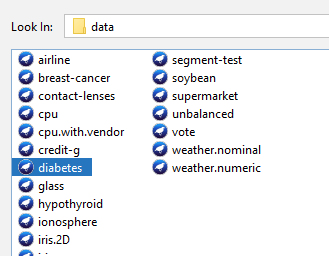 Look In: data
airline
breast-cancer
contact-lenses
cpu
cpu.with.vendor
credit-g
diabetes
glass
hypothyroid
ionosphere
iris.2D
segment-test
soybean
supermarket
unbalanced
vote
weather.nominal
weather.numeric